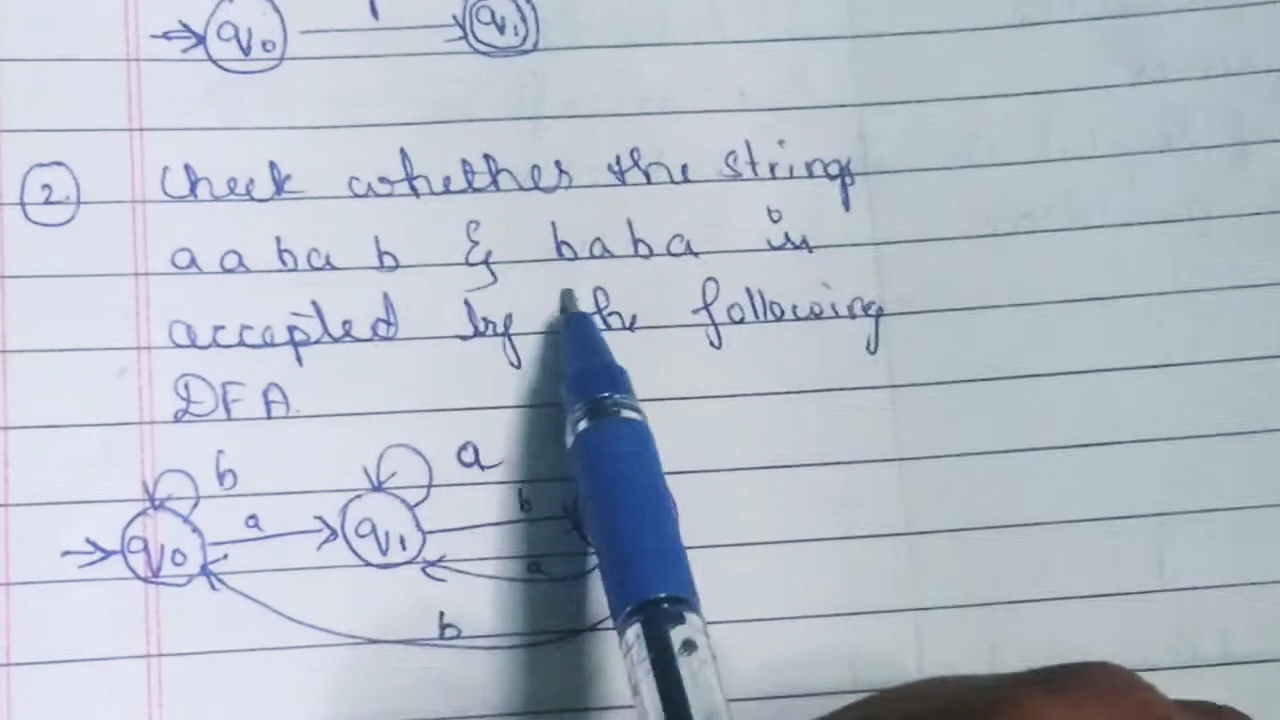 q0 q1
2. Check whether the strings
aabab & baba is
accepted by the following
DFA.
b a
q0 a q1 b
a
b